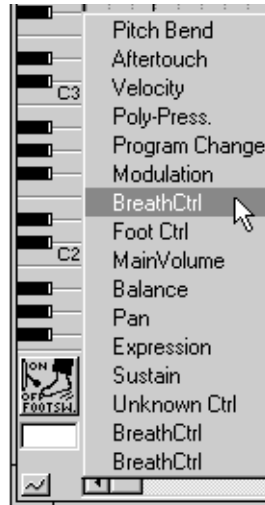 Pitch Bend
Aftertouch
C3
Velocity
Poly-Press.
Program Change
Modulation
BreathCtrl
Foot Ctrl
C2
MainVolume
Balance
Pan
Expression
Sustain
ON
OFF
FOOTSW.
Unknown Ctrl
BreathCtrl
BreathCtrl